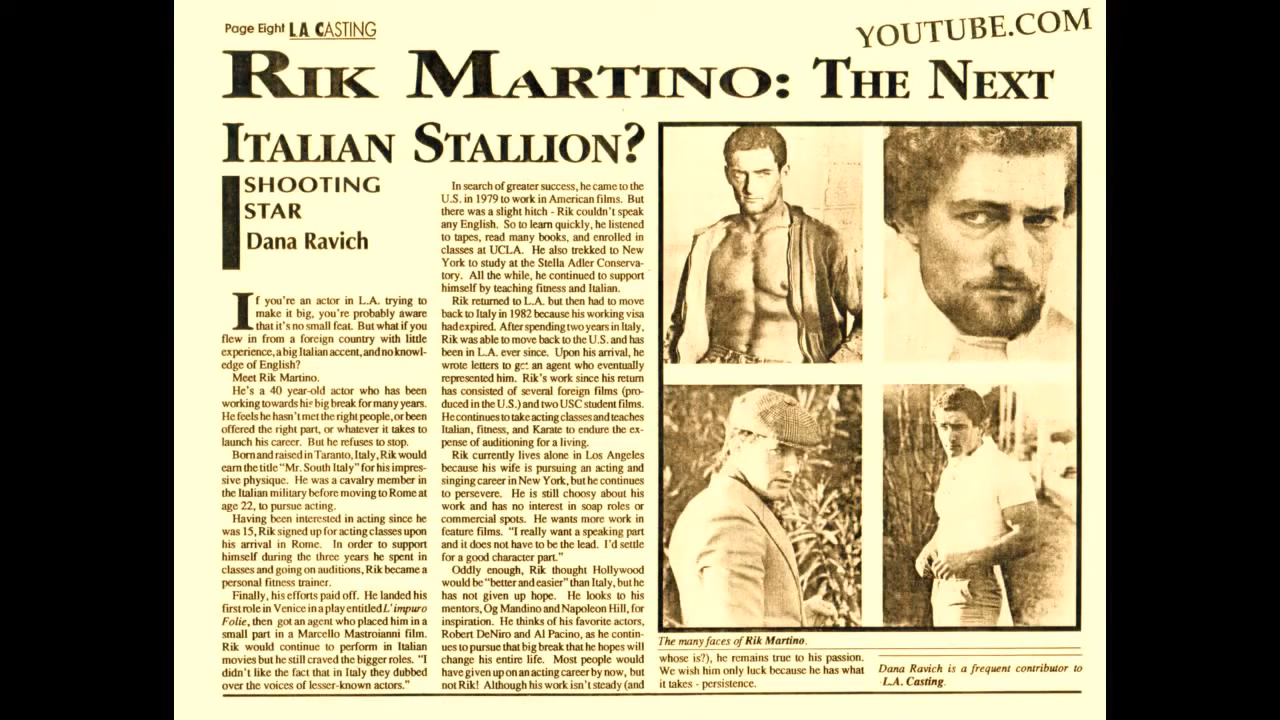 Page Eight LA CASTING
YOUTUBE.COM
RIK MARTINO: THE NEXT
ITALIAN STALLION?
SHOOTING
STAR
Dana Ravich
If you're an actor in L.A. trying to
make it big, you're probably aware
that it's no small feat. But what if you
flew in from a foreign country with little
experience, a big Italian accent, and no knowl-
edge of English?
Meet Rik Martino.
He's a 40 year-old actor who has been
working towards his big break for many years.
He feels he hasn't met the right people, or been
offered the right part, or whatever it takes to
launch his career. But he refuses to stop.
Born and raised in Taranto, Italy, Rik would
earn the title "Mr. South Italy" for his impres-
sive physique. He was a cavalry member in
the Italian military before moving to Rome at
age 22, to pursue acting.
Having been interested in acting since he
was 15, Rik signed up for acting classes upon
his arrival in Rome. In order to support
himself during the three years he spent in
classes and going on auditions, Rik became a
personal fitness trainer.
Finally, his efforts paid off. He landed his
first role in Venice in a play entitled L'impuro
Folie, then got an agent who placed him in a
small part in a Marcello Mastroianni film.
Rik would continue to perform in Italian
movies but he still craved the bigger roles. "I
didn't like the fact that in Italy they dubbed
over the voices of lesser-known actors."
In search of greater success, he came to the
U.S. in 1979 to work in American films. But
there was a slight hitch - Rik couldn't speak
any English. So to learn quickly, he listened
to tapes, read many books, and enrolled in
classes at UCLA. He also trekked to New
York to study at the Stella Adler Conserva-
tory. All the while, he continued to support
himself by teaching fitness and Italian.
Rik returned to L.A. but then had to move
back to Italy in 1982 because his working visa
had expired. After spending two years in Italy,
Rik was able to move back to the U.S. and has
been in L.A. ever since. Upon his arrival, he
wrote letters to get an agent who eventually
represented him. Rik's work since his return
has consisted of several foreign films (pro-
duced in the U.S.) and two USC student films.
He continues to take acting classes and teaches
Italian, fitness, and Karate to endure the ex-
pense of auditioning for a living.
Rik currently lives alone in Los Angeles
because his wife is pursuing an acting and
singing career in New York, but he continues
to persevere. He is still choosy about his
work and has no interest in soap roles or
commercial spots. He wants more work in
feature films. "I really want a speaking part
and it does not have to be the lead. I'd settle
for a good character part."
Oddly enough, Rik thought Hollywood
would be "better and easier" than Italy, but he
has not given up hope. He looks to his
mentors, Og Mandino and Napoleon Hill, for
inspiration. He thinks of his favorite actors,
Robert DeNiro and Al Pacino, as he contin-
ues to pursue that big break that he hopes will
change his entire life. Most people would
have given up on an acting career by now, but
not Rik! Although his work isn't steady (and
The many faces of Rik Martino.
whose is?), he remains true to his passion.
We wish him only luck because he has what
it takes - persistence.
Dana Ravich is a frequent contributor to
L.A. Casting.